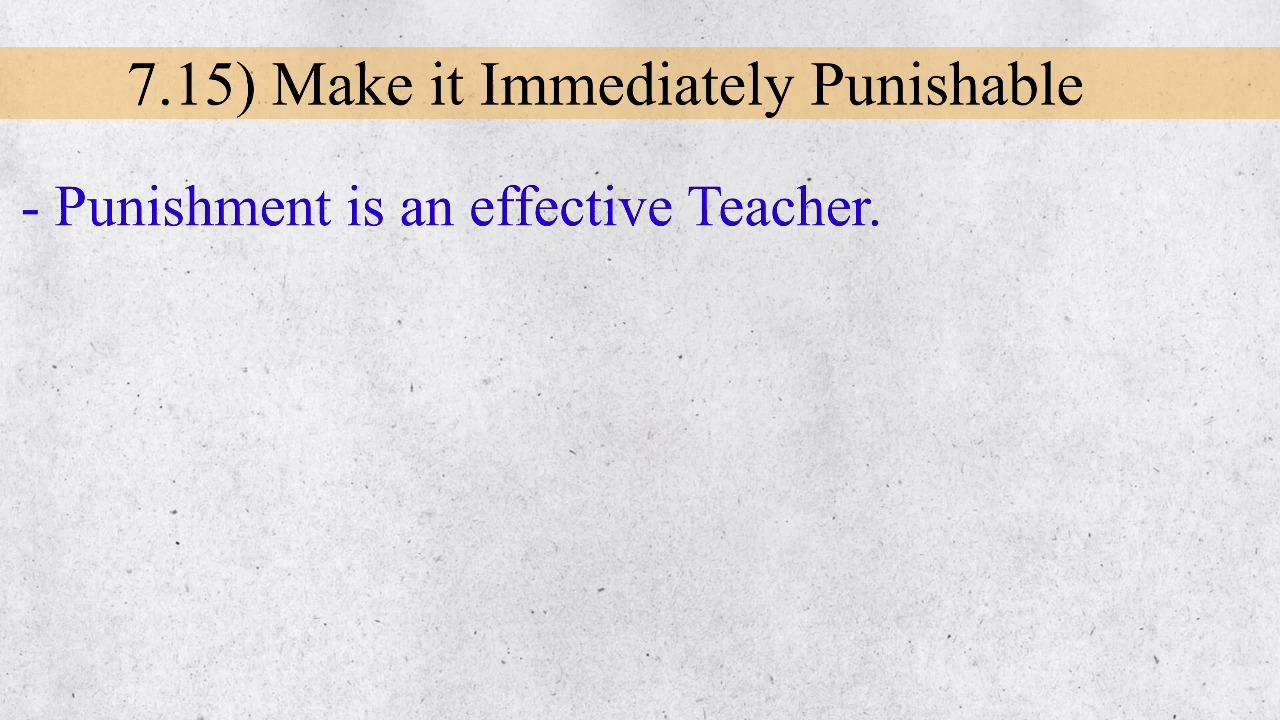 7.15) Make it Immediately Punishable
- Punishment is an effective Teacher.